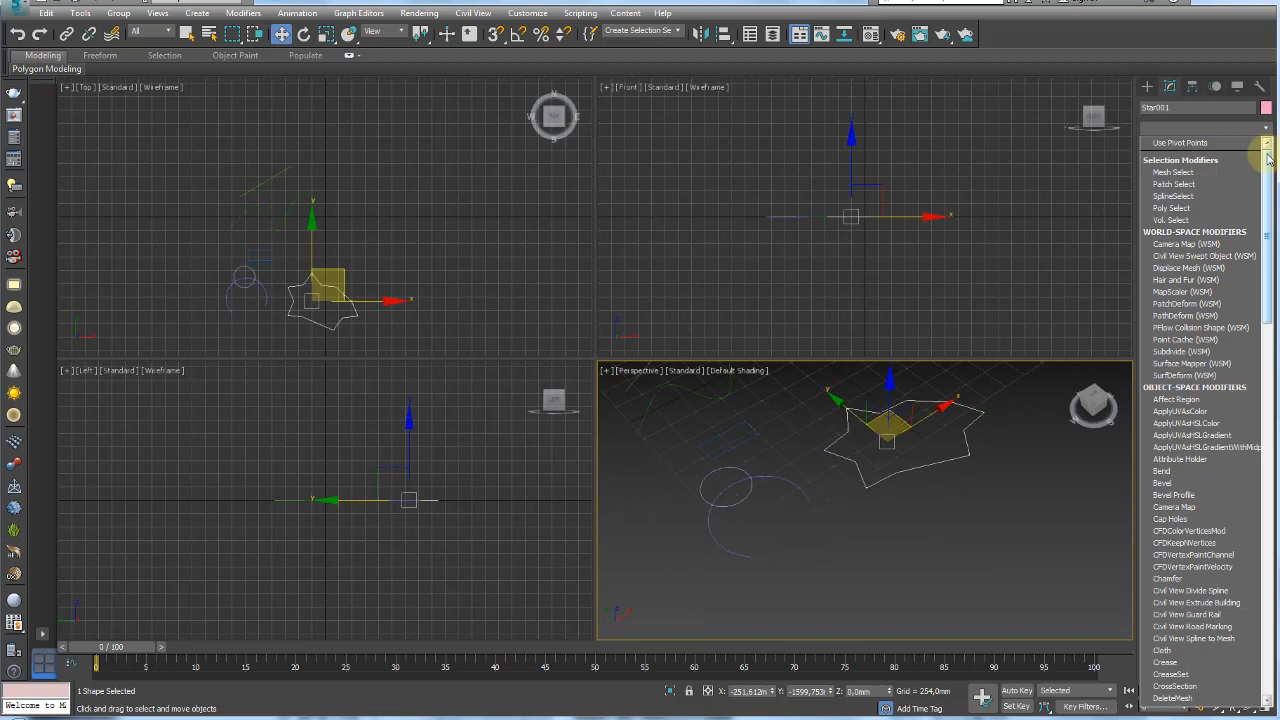 Edit Tools Group Views Create Modifiers Animation Graph Editors Rendering Civil View Customize Scripting Content Help
All View Create Selection Se
Modeling Freeform Selection Object Paint Populate
Polygon Modeling
[+] [Top] [Standard] [Wireframe]
[+] [Front] [Standard] [Wireframe]
N
W E
S
y
x
z
x
[+] [Left] [Standard] [Wireframe]
[+] [Perspective] [Standard] [Default Shading]
y
y
x
Star001
Use Pivot Points
Selection Modifiers
Mesh Select
Patch Select
SplineSelect
Poly Select
Vol. Select
WORLD-SPACE MODIFIERS
Camera Map (WSM)
Civil View Swept Object (WSM)
Displace Mesh (WSM)
Hair and Fur (WSM)
MapScaler (WSM)
PatchDeform (WSM)
PathDeform (WSM)
PFlow Collision Shape (WSM)
Point Cache (WSM)
Subdivide (WSM)
Surface Mapper (WSM)
SurfDeform (WSM)
OBJECT-SPACE MODIFIERS
Affect Region
ApplyUVAsColor
ApplyUVAsHSLColor
ApplyUVAsHSLGradient
ApplyUVAsHSLGradientWithMidp
Attribute Holder
Bend
Bevel
Bevel Profile
Camera Map
Cap Holes
CFDColorVerticesMod
CFDKeepNVertices
CFDVertexPaintChannel
CFDVertexPaintVelocity
Chamfer
Civil View Divide Spline
Civil View Extrude Building
Civil View Guard Rail
Civil View Road Marking
Civil View Spline to Mesh
Cloth
Crease
CreaseSet
CrossSection
DeleteMesh
< 0 / 100 >
0 5 10 15 20 25 30 35 40 45 50 55 60 65 70 75 80 85 90 95 100
1 Shape Selected
X: -251,612m Y: -1599,753m Z: 0,0mm Grid = 254,0mm
Auto Key Selected
Welcome to M
Click and drag to select and move objects
Add Time Tag
Set Key Key Filters...